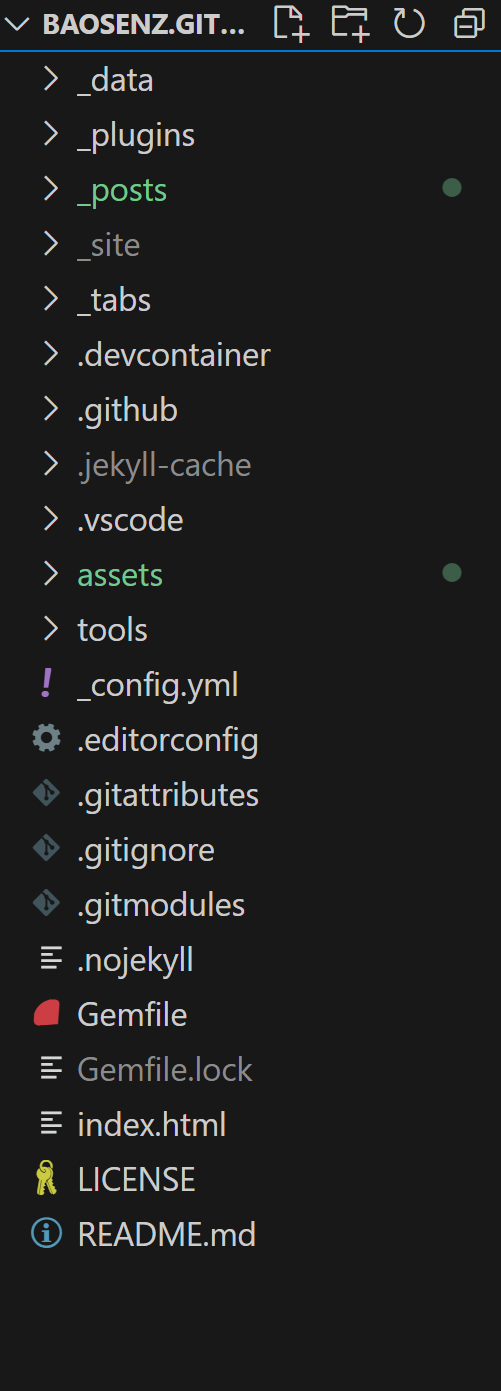 BAOSENZ.GIT...
_data
_plugins
_posts
_site
_tabs
.devcontainer
.github
.jekyll-cache
.vscode
assets
tools
_config.yml
.editorconfig
.gitattributes
.gitignore
.gitmodules
.nojekyll
Gemfile
Gemfile.lock
index.html
LICENSE
README.md